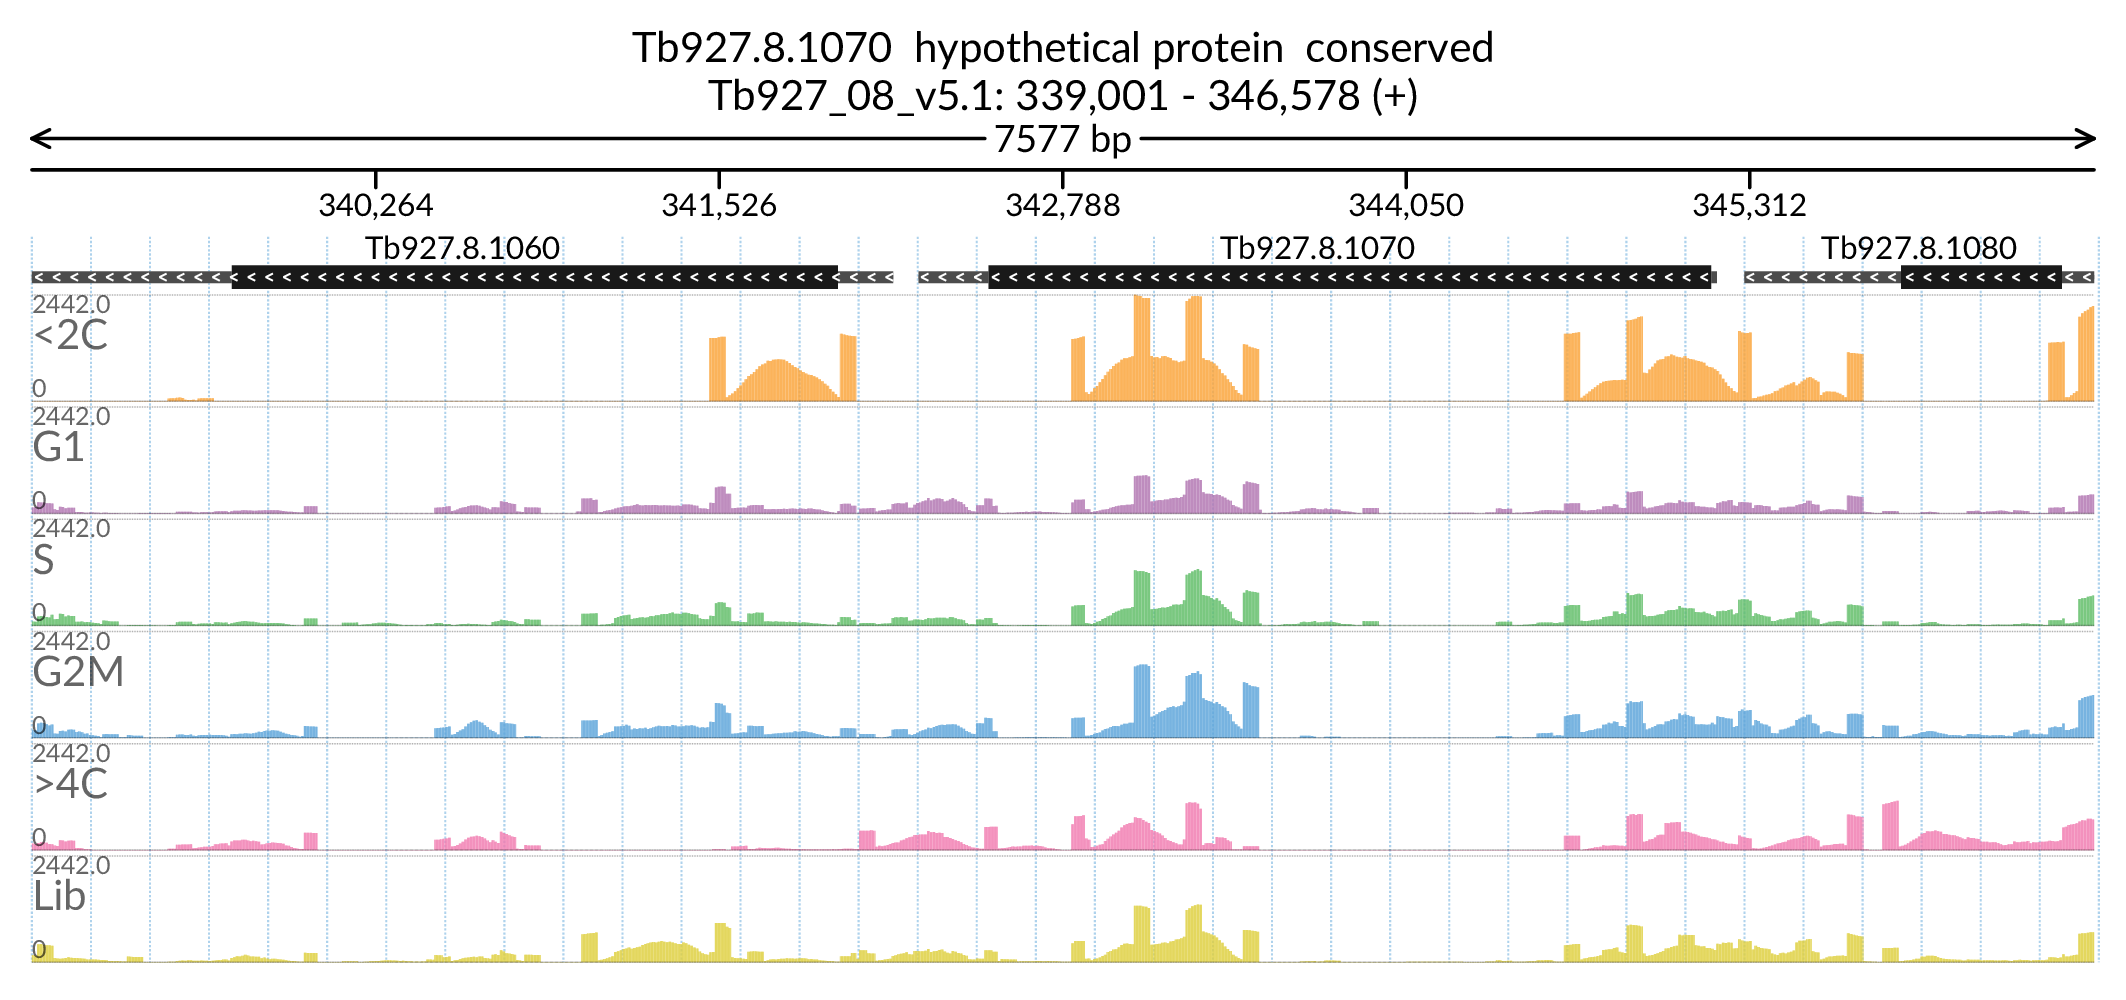 Tb927.8.1070  hypothetical protein  conserved
Tb927_08_v5.1: 339,001 - 346,578 (+)
7577 bp
340,264 341,526 342,788 344,050 345,312
Tb927.8.1060 Tb927.8.1070 Tb927.8.1080
2442.0
<2C
0
2442.0
G1
0
2442.0
S
0
2442.0
G2M
0
2442.0
>4C
0
2442.0
Lib
0